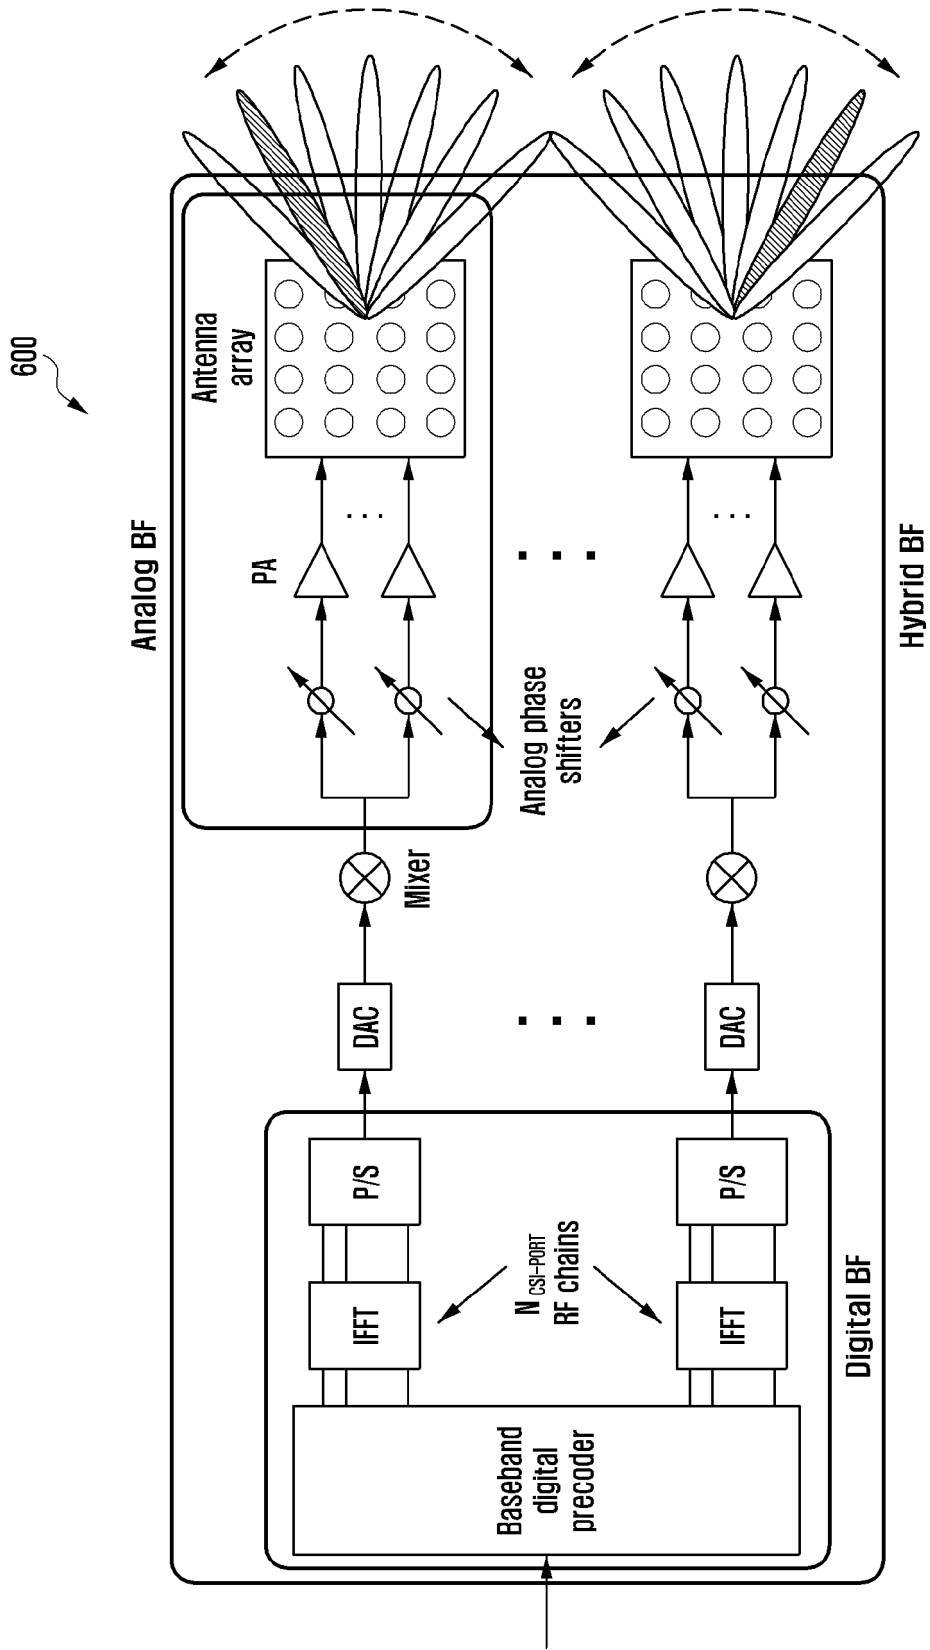 600
Analog BF
Antenna
array
PA
. . .
. . .
Analog phase
shifters
. . .
Mixer
Hybrid BF
DAC
. . .
DAC
P/S
P/S
N CSI-PORT
RF chains
IFFT
IFFT
Digital BF
Baseband
digital
precoder